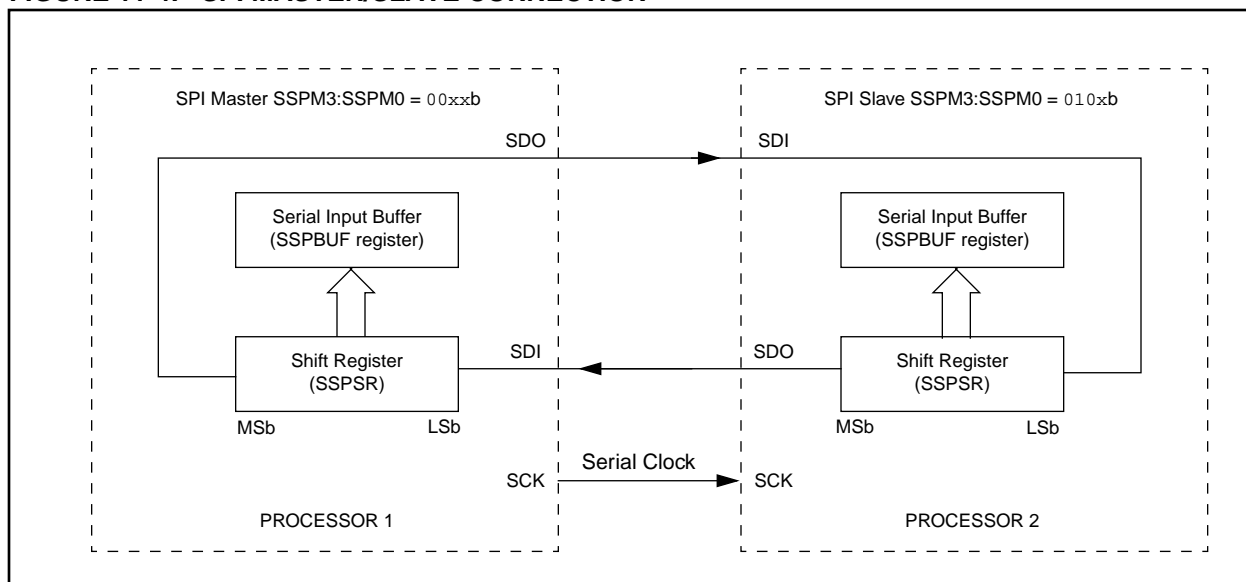 SPI Master SSPM3:SSPM0 = 00xxb
SPI Slave SSPM3:SSPM0 = 010xb
SDO
SDI
Serial Input Buffer
(SSPBUF register)
Serial Input Buffer
(SSPBUF register)
Shift Register
(SSPSR)
MSb
LSb
SDI
SDO
Shift Register
(SSPSR)
MSb
LSb
Serial Clock
SCK
SCK
PROCESSOR 1
PROCESSOR 2